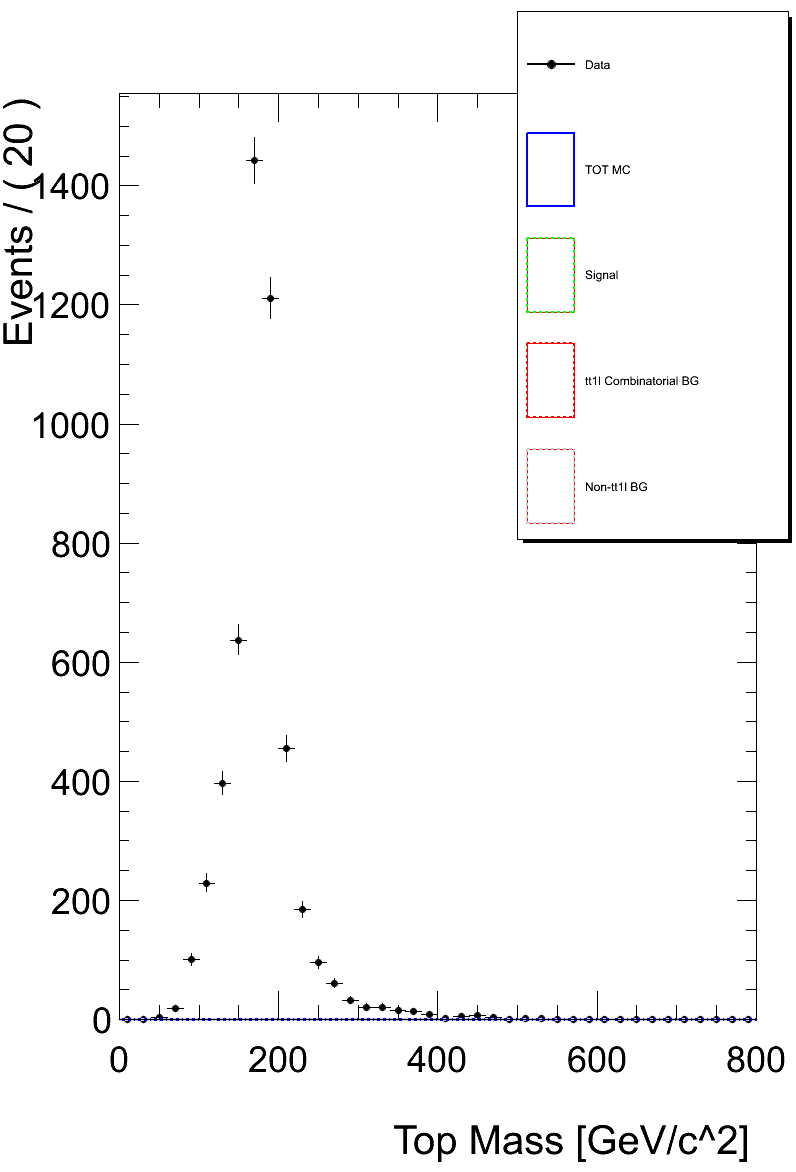 Data
TOT MC
Signal
tt1l Combinatorial BG
Non-tt1l BG
Events / ( 20 )
1400
1200
1000
800
600
400
200
0
0 200 400 600 800
Top Mass [GeV/c^2]